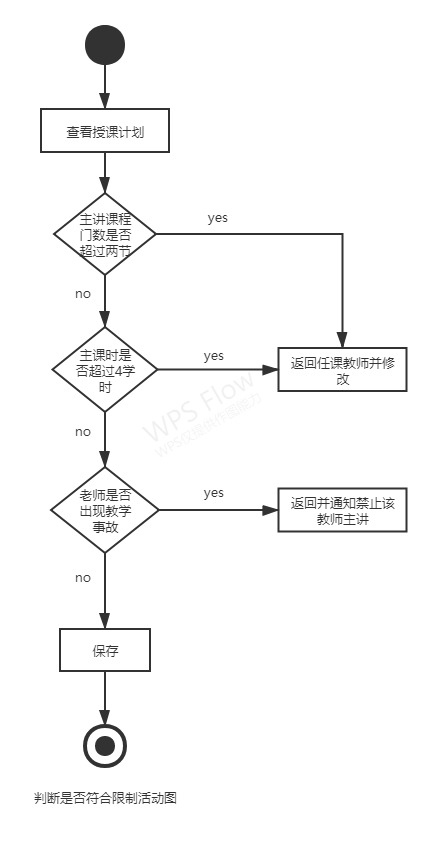 查看授课计划
主讲课程
门数是否
超过两节
yes
no
主课时是
否超过4学
时
yes
返回任课教师并修
改
no
WPS Flow
老师是否
出现教学
事故
yes
返回并通知禁止该
教师主讲
no
保存
判断是否符合限制活动图